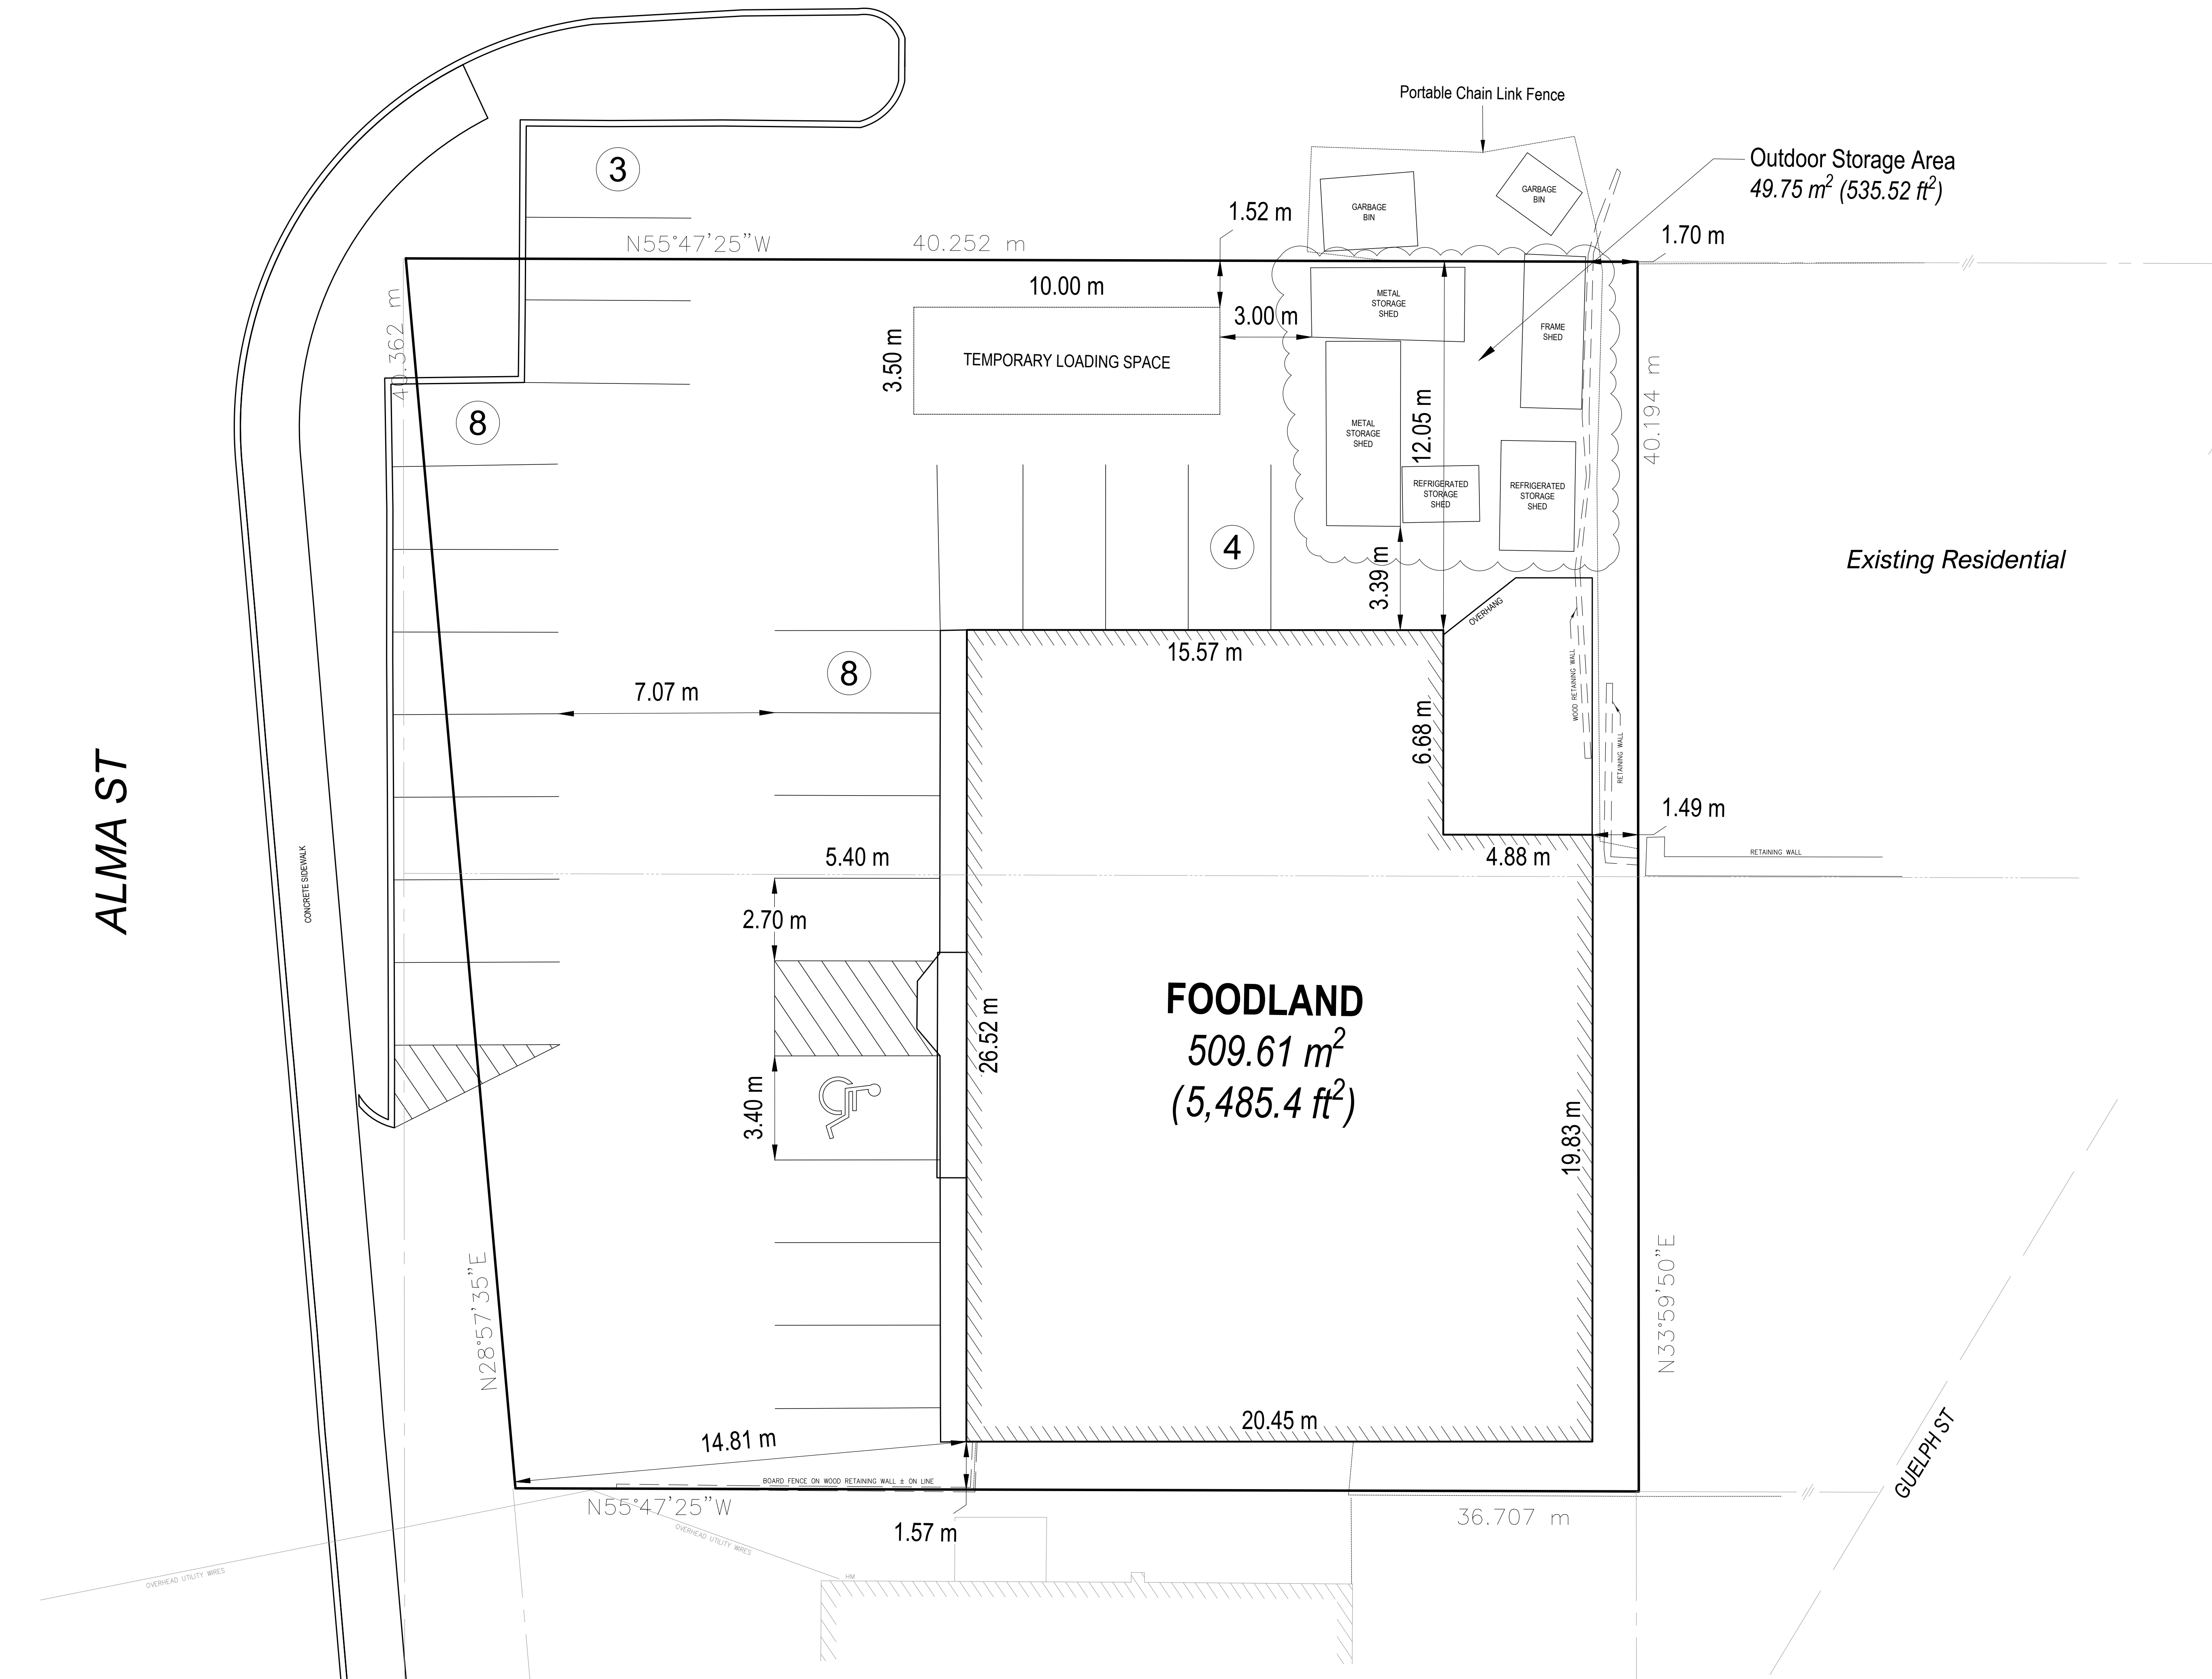 Portable Chain Link Fence
Outdoor Storage Area
49.75 m² (535.52 ft²)
3
GARBAGE
BIN
GARBAGE
BIN
1.52 m
1.70 m
N55°47'25"W
40.252 m
10.00 m
3.00 m
METAL
STORAGE
SHED
FRAME
SHED
40.362 m
3.50 m
TEMPORARY LOADING SPACE
12.05 m
40.194 m
8
METAL
STORAGE
SHED
REFRIGERATED
STORAGE
SHED
REFRIGERATED
STORAGE
SHED
4
3.39 m
Existing Residential
OVERHANG
15.57 m
8
7.07 m
6.68 m
WOOD RETAINING WALL
RETAINING WALL
ALMA ST
1.49 m
5.40 m
4.88 m
RETAINING WALL
CONCRETE SIDEWALK
2.70 m
FOODLAND
509.61 m²
(5,485.4 ft²)
26.52 m
3.40 m
19.83 m
N28°57'35"E
N33°59'50"E
20.45 m
14.81 m
GUELPH ST
BOARD FENCE ON WOOD RETAINING WALL ± ON LINE
N55°47'25"W
36.707 m
1.57 m
OVERHEAD UTILITY WIRES
HM
OVERHEAD UTILITY WIRES